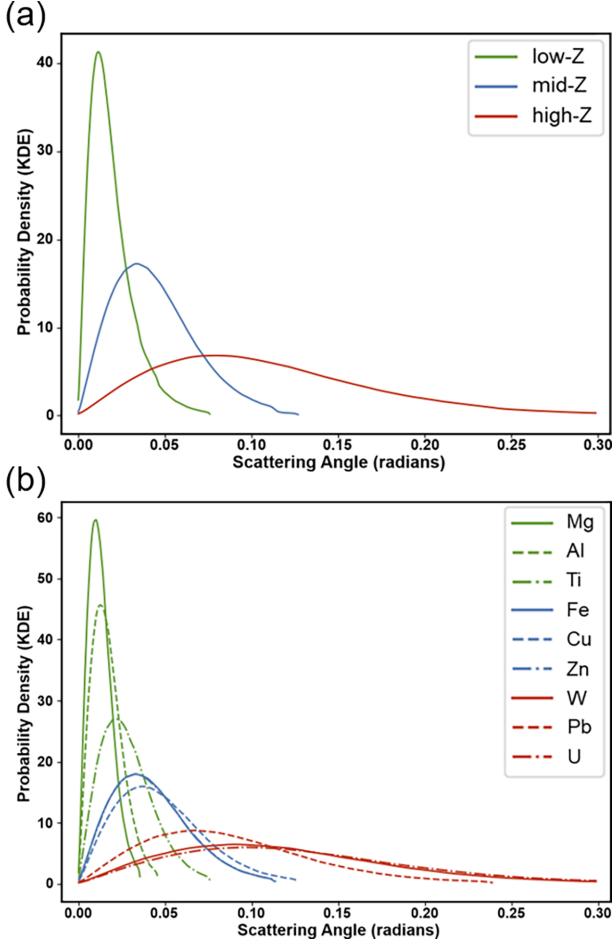 (a)
Probability Density (KDE)
40
30
20
10
0
low-Z
mid-Z
high-Z
0.00 0.05 0.10 0.15 0.20 0.25 0.30
Scattering Angle (radians)
(b)
Probability Density (KDE)
60
50
40
30
20
10
0
Mg
Al
Ti
Fe
Cu
Zn
W
Pb
U
0.00 0.05 0.10 0.15 0.20 0.25 0.30
Scattering Angle (radians)